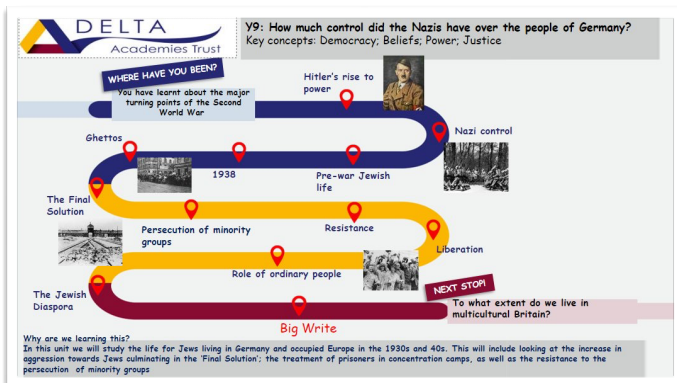 DELTA
Academies Trust
Y9: How much control did the Nazis have over the people of Germany?
Key concepts: Democracy; Beliefs; Power; Justice
WHERE HAVE YOU BEEN?
You have learnt about the major
turning points of the Second
World War
Hitler's rise to
power
Nazi control
Pre-war Jewish
life
1938
Ghettos
The Final
Solution
Persecution of minority
groups
Resistance
Liberation
Role of ordinary people
The Jewish
Diaspora
Big Write
NEXT STOP!
To what extent do we live in
multicultural Britain?
Why are we learning this?
In this unit we will study the life for Jews living in Germany and occupied Europe in the 1930s and 40s. This will include looking at the increase in
aggression towards Jews culminating in the 'Final Solution'; the treatment of prisoners in concentration camps, as well as the resistance to the
persecution of minority groups